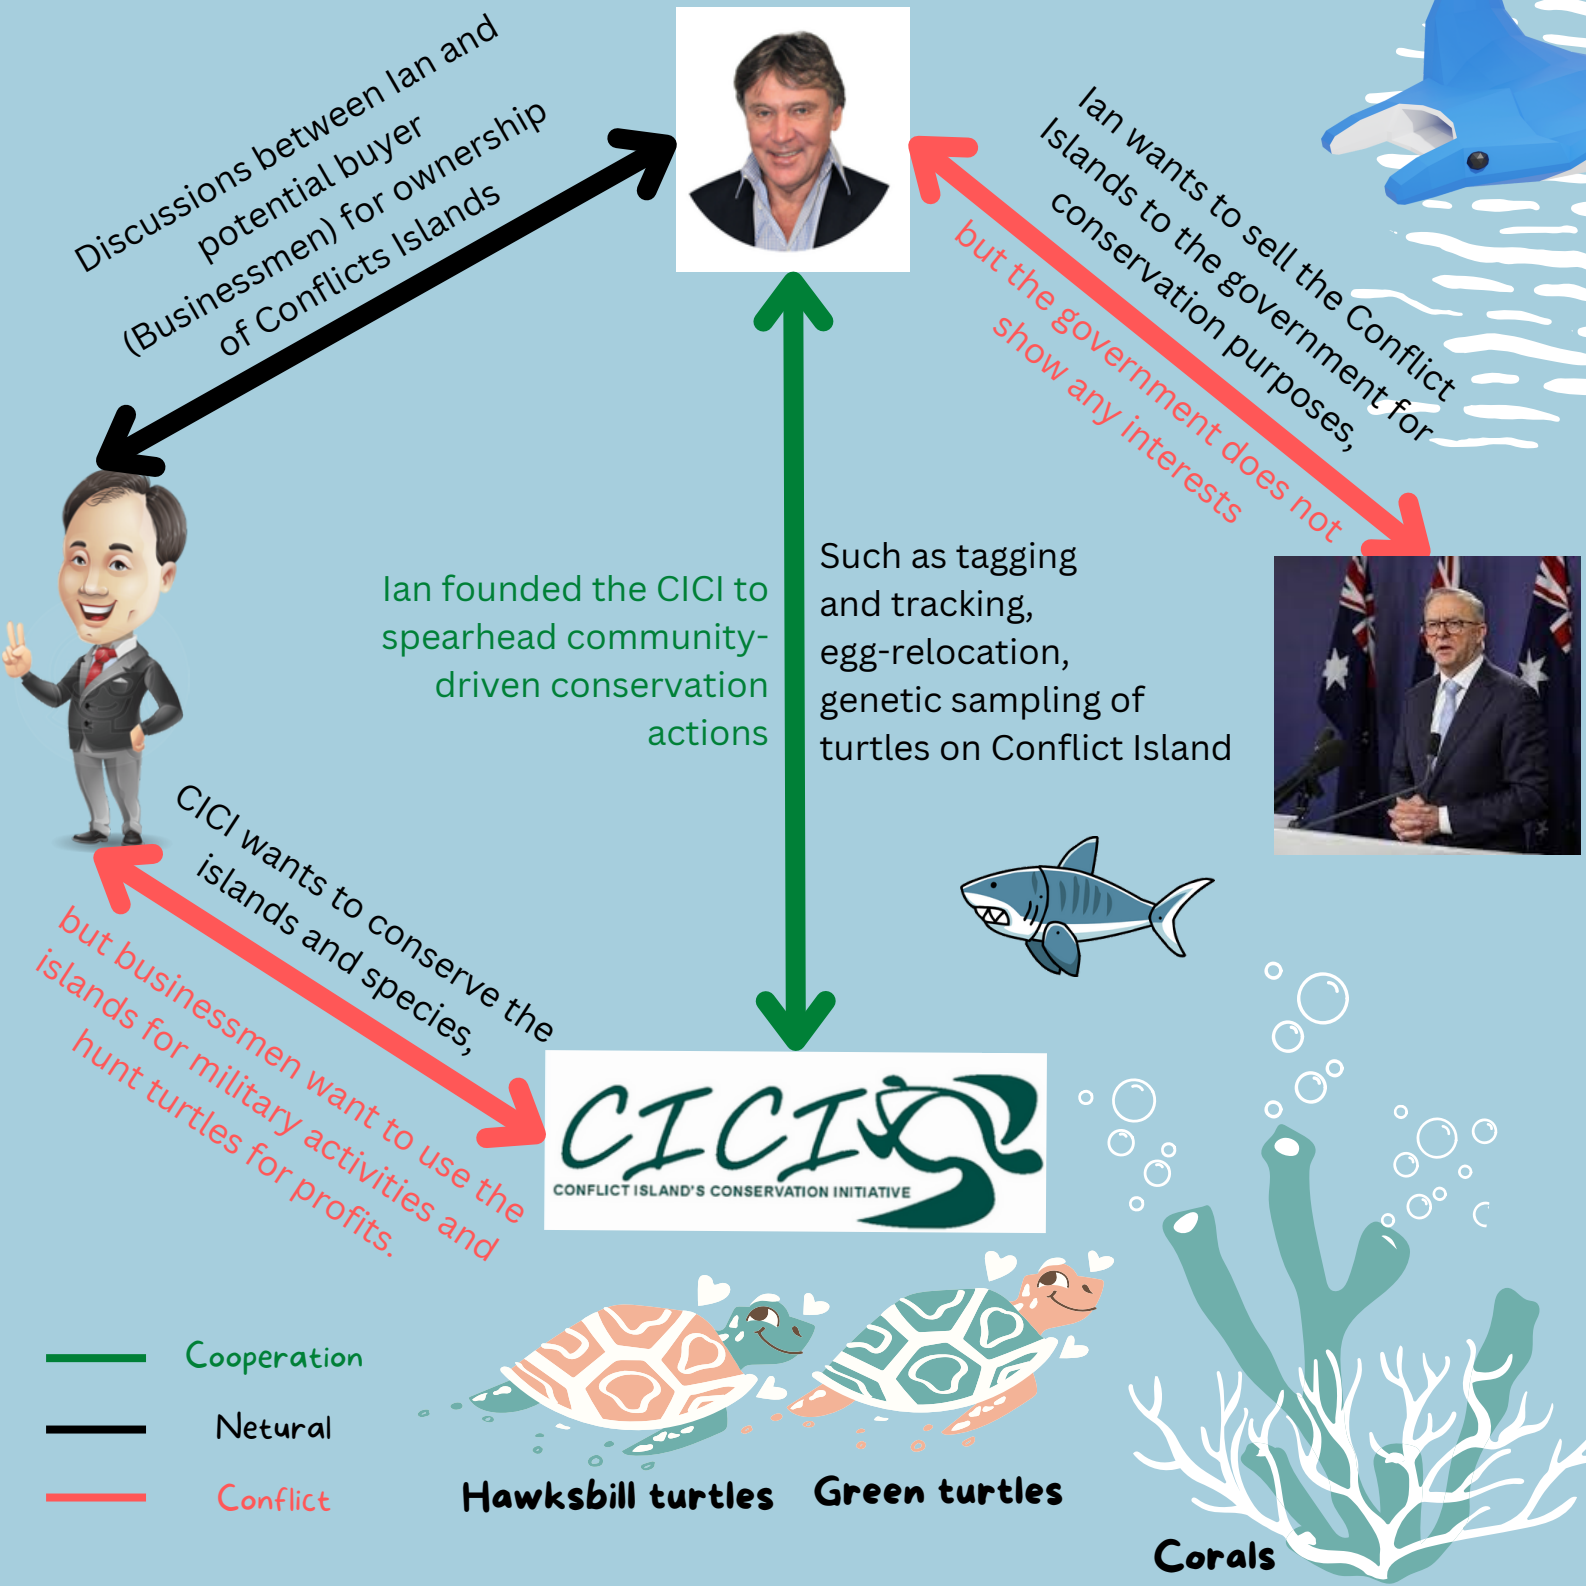 Discussions between Ian and
potential buyer
(Businessmen) for ownership
of Conflicts Islands
Ian wants to sell the Conflict
Islands to the government for
conservation purposes,
but the government does not
show any interests
Ian founded the CICI to
spearhead community-
driven conservation
actions
Such as tagging
and tracking,
egg-relocation,
genetic sampling of
turtles on Conflict Island
CICI wants to conserve the
islands and species,
but businessmen want to use the
islands for military activities and
hunt turtles for profits.
CICI
CONFLICT ISLAND'S CONSERVATION INITIATIVE
Cooperation
Netural
Conflict
Hawksbill turtles
Green turtles
Corals